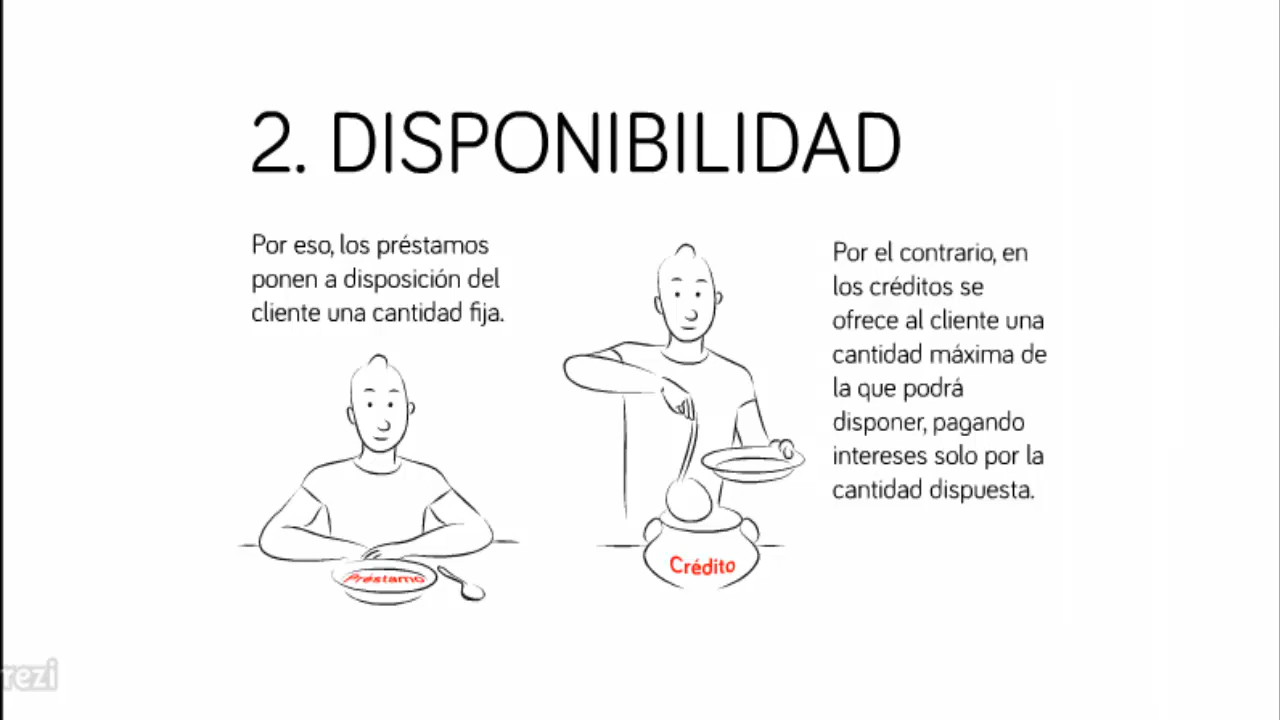 2. DISPONIBILIDAD
Por eso, los préstamos
ponen a disposición del
cliente una cantidad fija.
Préstamo
Por el contrario, en
los créditos se
ofrece al cliente una
cantidad máxima de
la que podrá
disponer, pagando
intereses solo por la
cantidad dispuesta.
Crédito
rezi